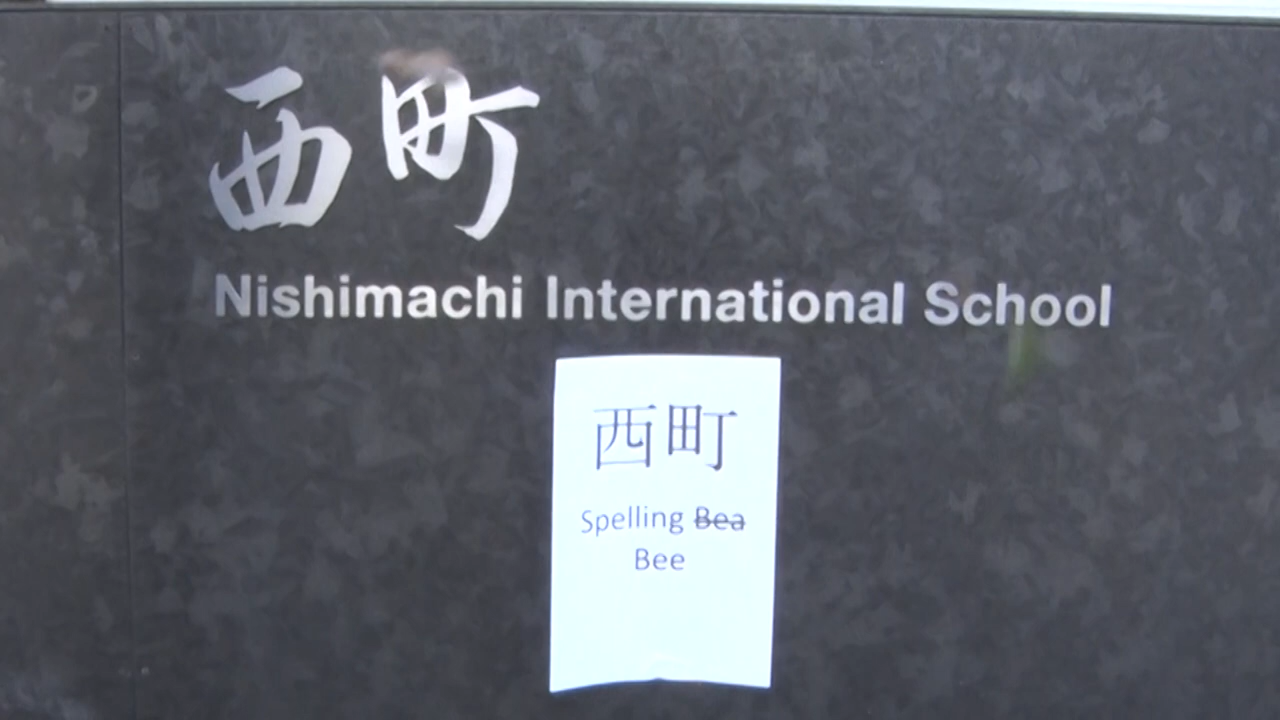 西町
Nishimachi International School
西町
Spelling Bea
Bee